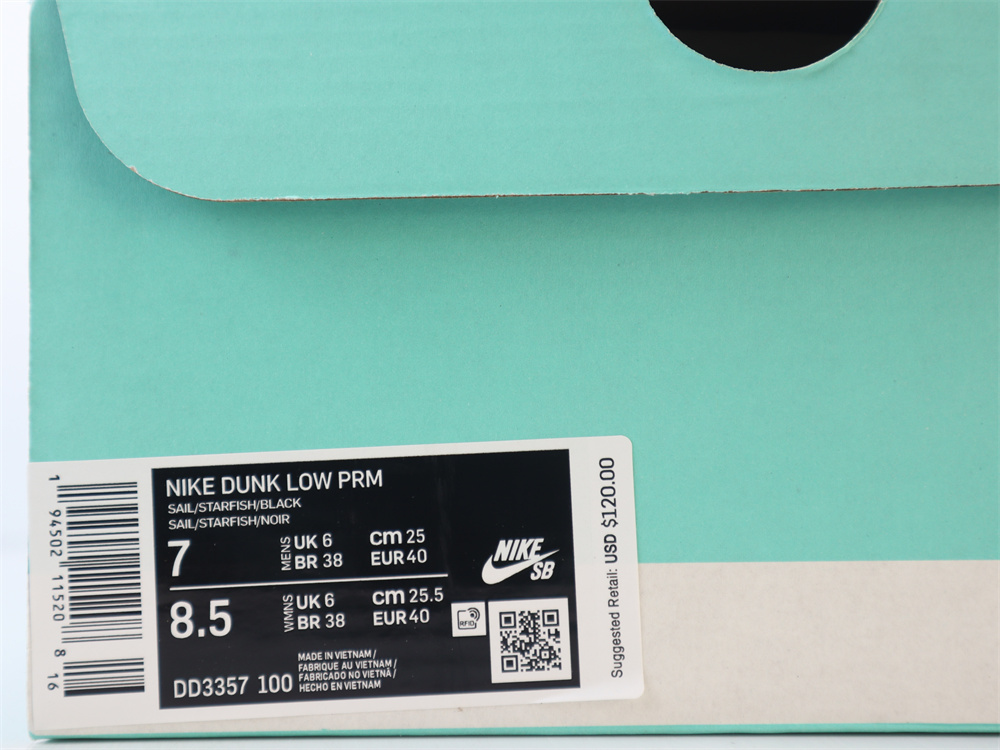 NIKE DUNK LOW PRM
SAIL/STARFISH/BLACK
SAIL/STARFISH/NOIR
7 MENS UK 6 cm 25
BR 38 EUR 40
8.5 WMNS UK 6 cm 25.5
BR 38 EUR 40
MADE IN VIETNAM /
FABRIQUE AU VIETNAM /
FABRICADO NO VIETNÃ /
HECHO EN VIETNAM
DD3357 100
NIKE
SB
RFID
1 94502 11520 8 16
Suggested Retail: USD $120.00